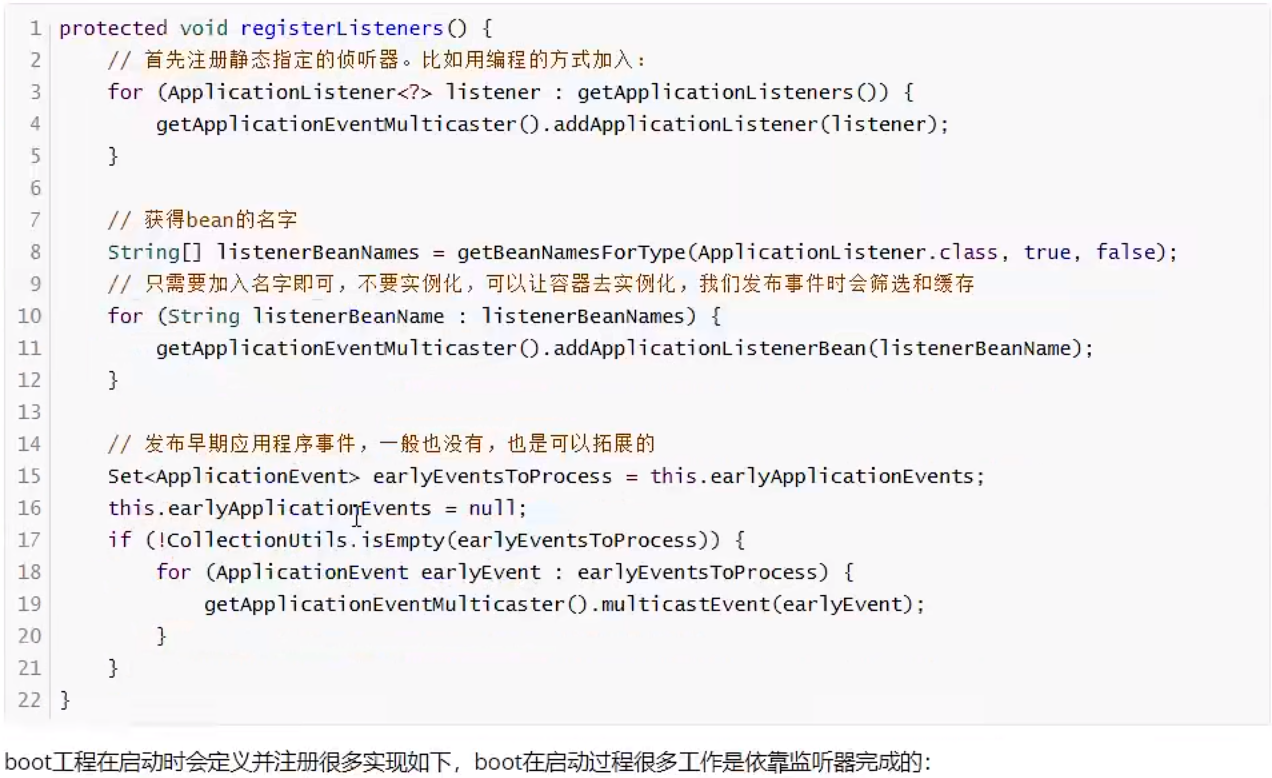 1 protected void registerListeners() {
2 // 首先注册静态指定的侦听器。比如用编程的方式加入：
3 for (ApplicationListener<?> listener : getApplicationListeners()) {
4 getApplicationEventMulticaster().addApplicationListener(listener);
5 }
6
7 // 获得bean的名字
8 String[] listenerBeanNames = getBeanNamesForType(ApplicationListener.class, true, false);
9 // 只需要加入名字即可，不要实例化，可以让容器去实例化，我们发布事件时会筛选和缓存
10 for (String listenerBeanName : listenerBeanNames) {
11 getApplicationEventMulticaster().addApplicationListenerBean(listenerBeanName);
12 }
13
14 // 发布早期应用程序事件，一般也没有，也是可以拓展的
15 Set<ApplicationEvent> earlyEventsToProcess = this.earlyApplicationEvents;
16 this.earlyApplicationEvents = null;
17 if (!CollectionUtils.isEmpty(earlyEventsToProcess)) {
18 for (ApplicationEvent earlyEvent : earlyEventsToProcess) {
19 getApplicationEventMulticaster().multicastEvent(earlyEvent);
20 }
21 }
22 }
boot工程在启动时会定义并注册很多实现如下，boot在启动过程很多工作是依靠监听器完成的：